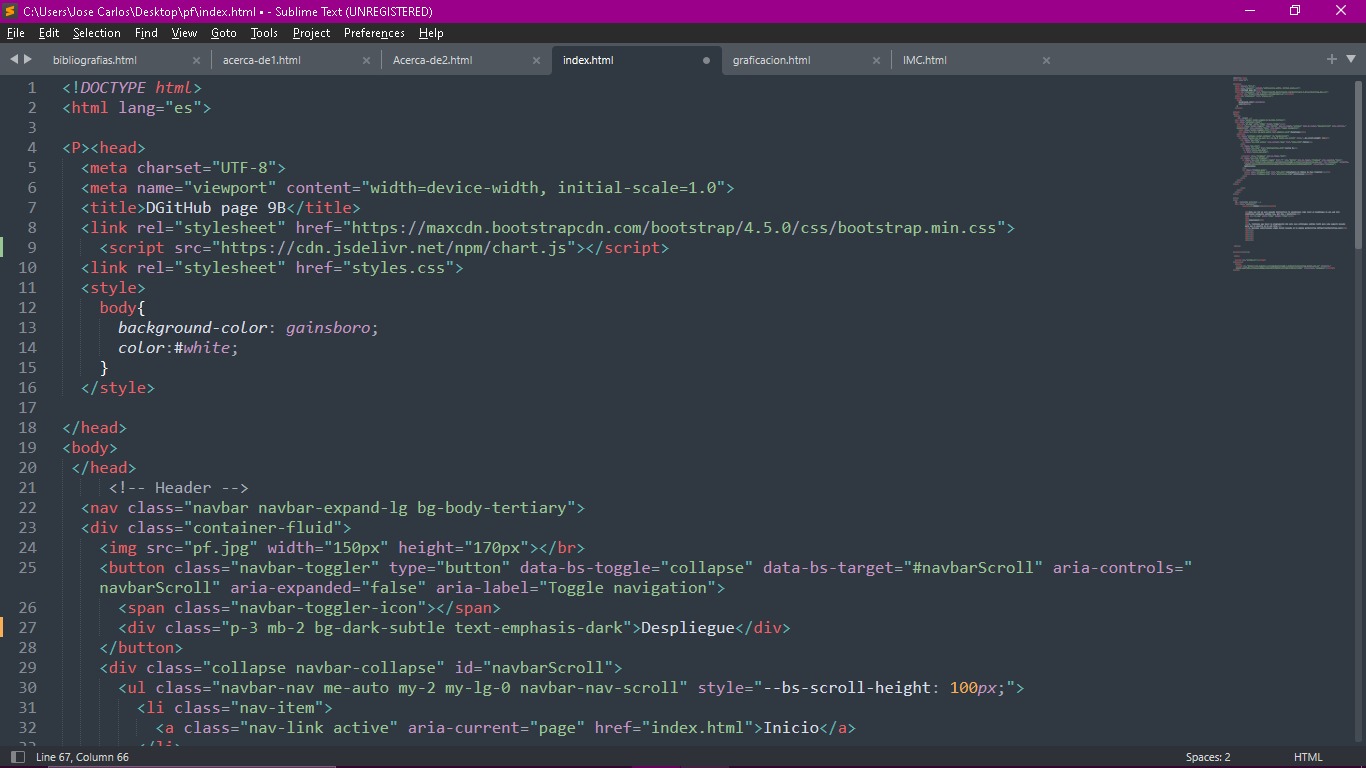 C:\Users\Jose Carlos\Desktop\pf\index.html • - Sublime Text (UNREGISTERED)
File Edit Selection Find View Goto Tools Project Preferences Help
bibliografias.html acerca-de1.html Acerca-de2.html index.html graficacion.html IMC.html
1 <!DOCTYPE html>
2 <html lang="es">
3
4 <P><head>
5 <meta charset="UTF-8">
6 <meta name="viewport" content="width=device-width, initial-scale=1.0">
7 <title>DGitHub page 9B</title>
8 <link rel="stylesheet" href="https://maxcdn.bootstrapcdn.com/bootstrap/4.5.0/css/bootstrap.min.css">
9 <script src="https://cdn.jsdelivr.net/npm/chart.js"></script>
10 <link rel="stylesheet" href="styles.css">
11 <style>
12 body{
13 background-color: gainsboro;
14 color:#white;
15 }
16 </style>
17
18 </head>
19 <body>
20 </head>
21 <!-- Header -->
22 <nav class="navbar navbar-expand-lg bg-body-tertiary">
23 <div class="container-fluid">
24 <img src="pf.jpg" width="150px" height="170px"></br>
25 <button class="navbar-toggler" type="button" data-bs-toggle="collapse" data-bs-target="#navbarScroll" aria-controls="
navbarScroll" aria-expanded="false" aria-label="Toggle navigation">
26 <span class="navbar-toggler-icon"></span>
27 <div class="p-3 mb-2 bg-dark-subtle text-emphasis-dark">Despliegue</div>
28 </button>
29 <div class="collapse navbar-collapse" id="navbarScroll">
30 <ul class="navbar-nav me-auto my-2 my-lg-0 navbar-nav-scroll" style="--bs-scroll-height: 100px;">
31 <li class="nav-item">
32 <a class="nav-link active" aria-current="page" href="index.html">Inicio</a>
33 </li>
Line 67, Column 66 Spaces: 2 HTML